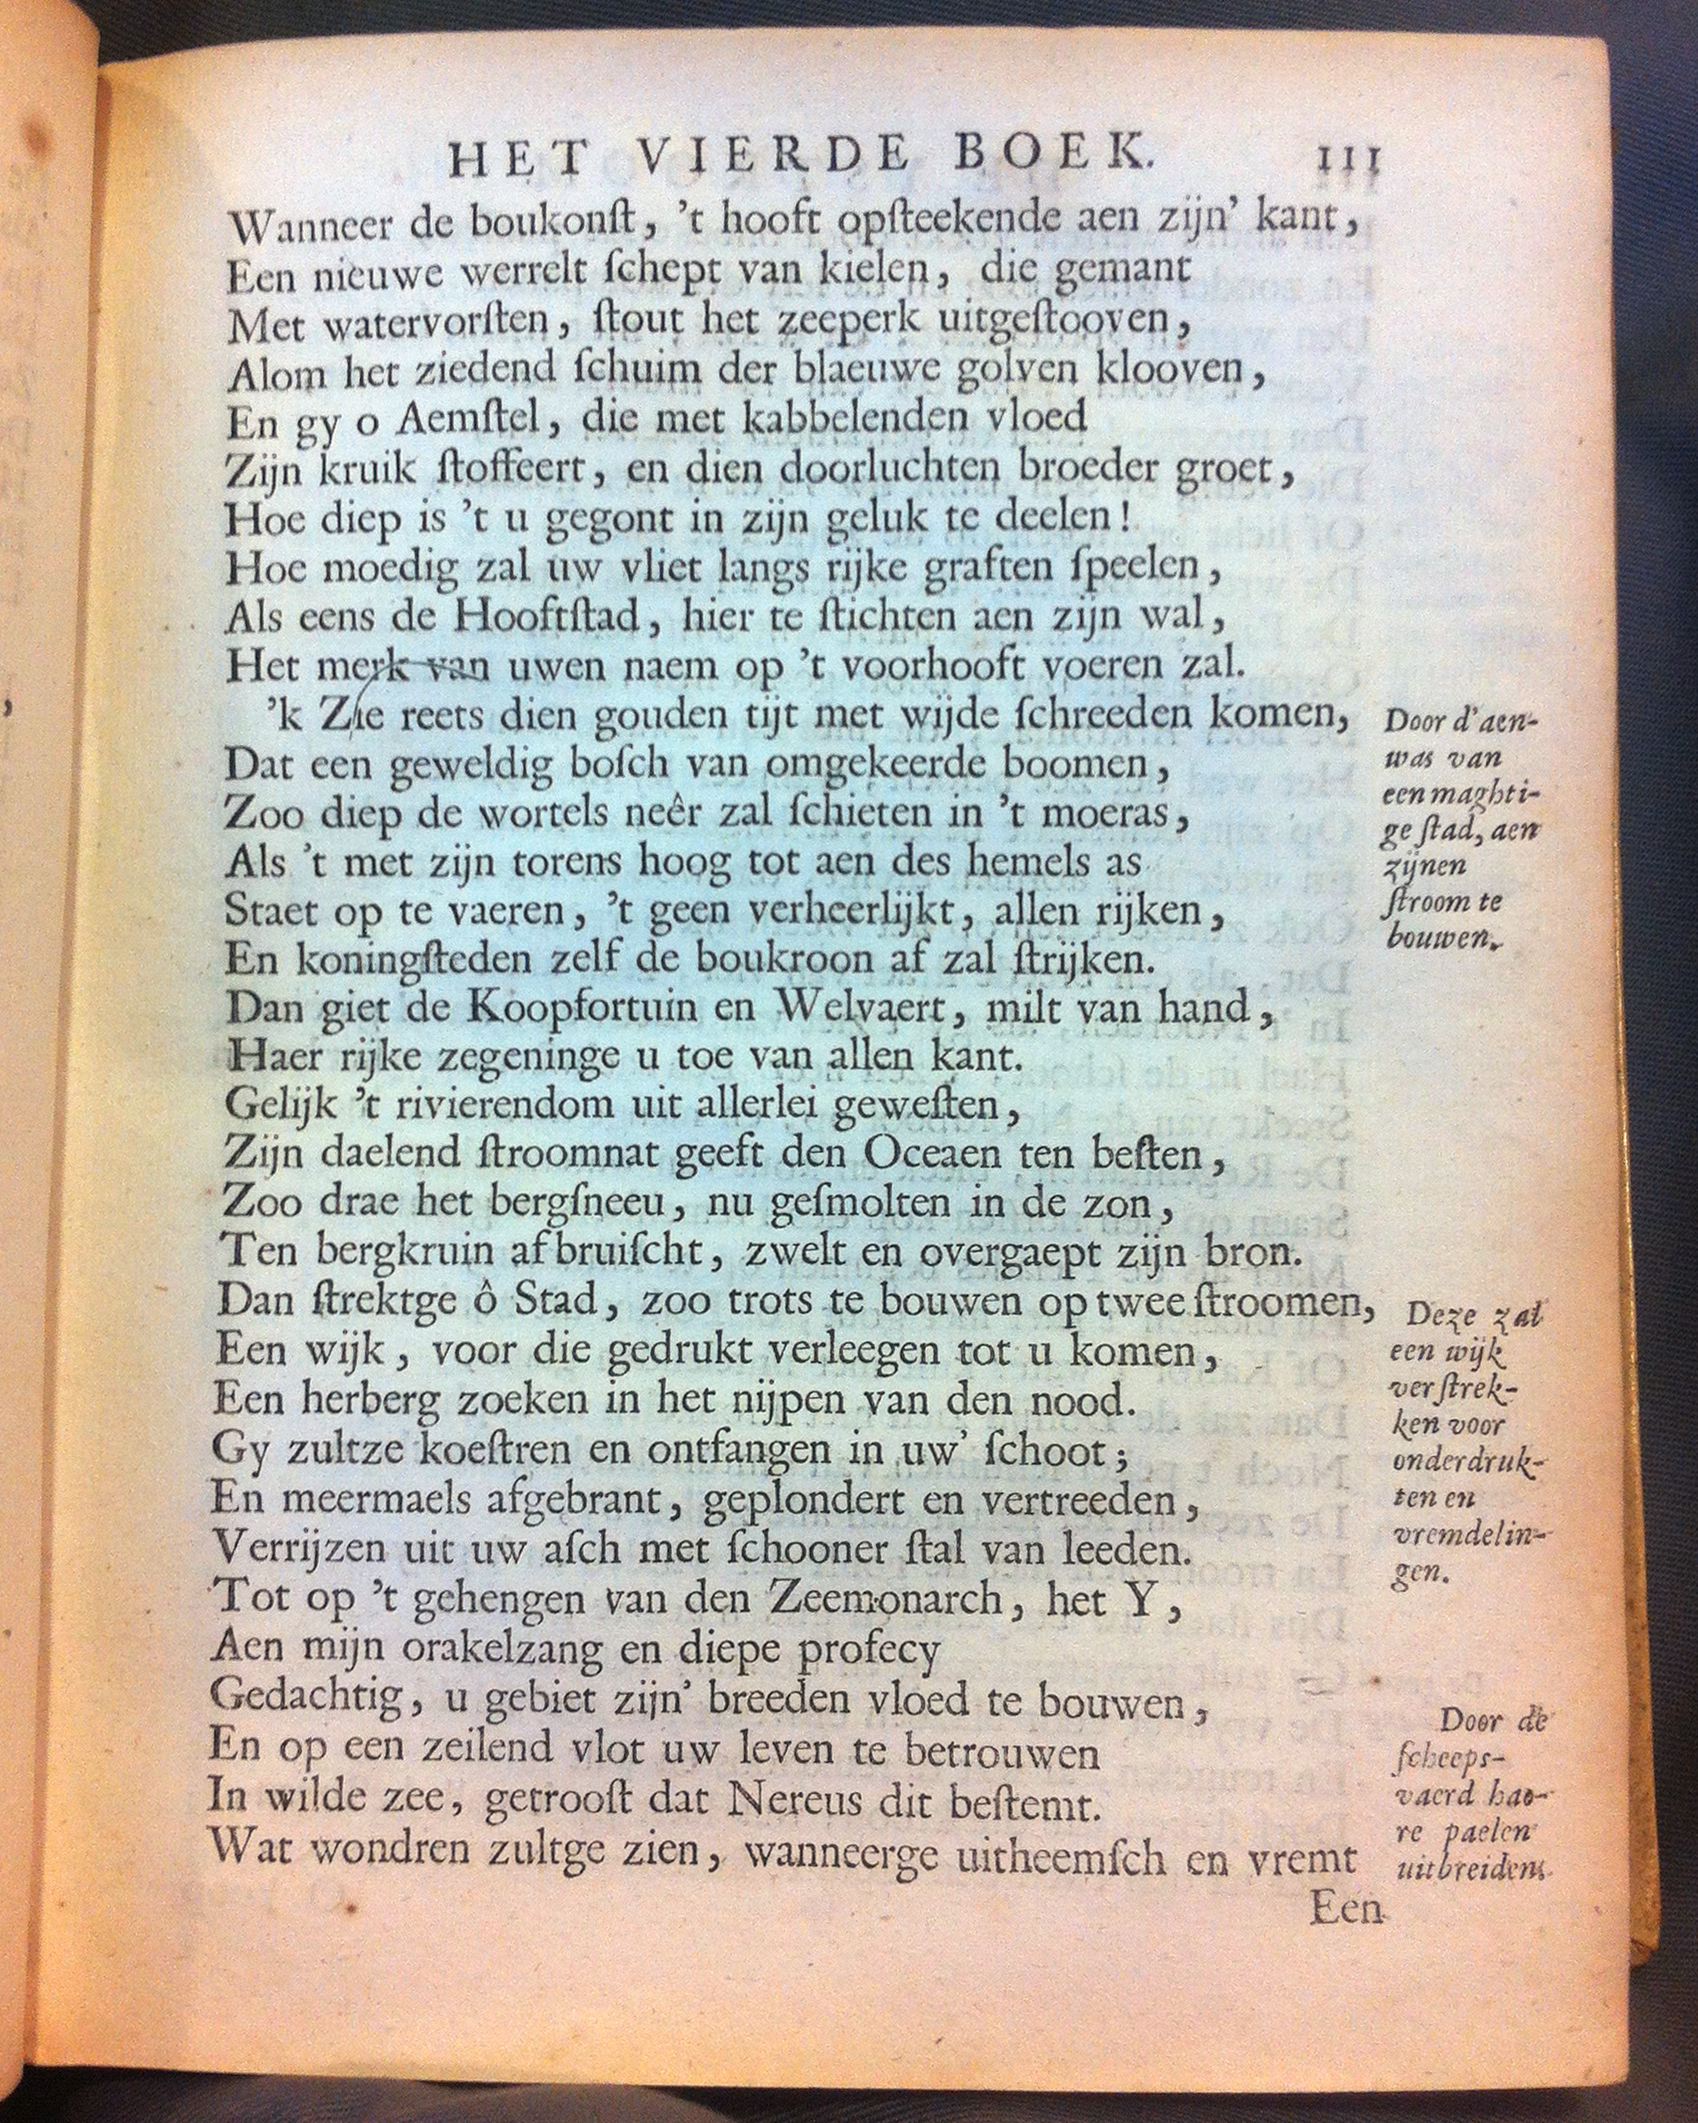 HET VIERDE BOEK. 111
Wanneer de boukonſt, 't hooft opſteekende aen zijn' kant,
Een nieuwe werrelt ſchept van kielen, die gemant
Met watervorſten, ſtout het zeeperk uitgeſtooven,
Alom het ziedend ſchuim der blaeuwe golven klooven,
En gy o Aemſtel, die met kabbelenden vloed
Zijn kruik ſtoffeert, en dien doorluchten broeder groet,
Hoe diep is 't u gegont in zijn geluk te deelen!
Hoe moedig zal uw vliet langs rijke graften ſpeelen,
Als eens de Hooftſtad, hier te ſtichten aen zijn wal,
Het merk van uwen naem op 't voorhooft voeren zal.
'k Zie reets dien gouden tijt met wijde ſchreeden komen,
Dat een geweldig boſch van omgekeerde boomen,
Zoo diep de wortels neêr zal ſchieten in 't moeras,
Als 't met zijn torens hoog tot aen des hemels as
Staet op te vaeren, 't geen verheerlijkt, allen rijken,
En koningſteden zelf de boukroon af zal ſtrijken.
Dan giet de Koopfortuin en Welvaert, milt van hand,
Haer rijke zegeninge u toe van allen kant.
Gelijk 't rivierendom uit allerlei geweſten,
Zijn daelend ſtroomnat geeft den Oceaen ten beſten,
Zoo drae het bergſneeu, nu geſmolten in de zon,
Ten bergkruin afbruiſcht, zwelt en overgaept zijn bron.
Dan ſtrektge ô Stad, zoo trots te bouwen op twee ſtroomen,
Een wijk, voor die gedrukt verleegen tot u komen,
Een herberg zoeken in het nijpen van den nood.
Gy zultze koeſtren en ontfangen in uw' ſchoot;
En meermaels afgebrant, geplondert en vertreeden,
Verrijzen uit uw aſch met ſchooner ſtal van leeden.
Tot op 't gehengen van den Zeemonarch, het Y,
Aen mijn orakelzang en diepe profecy
Gedachtig, u gebiet zijn' breeden vloed te bouwen,
En op een zeilend vlot uw leven te betrouwen
In wilde zee, getrooſt dat Nereus dit beſtemt.
Wat wondren zultge zien, wanneerge uitheemſch en vremt
Een
Door d'aen-
was van
een maghti-
ge ſtad, aen
zijnen
ſtroom te
bouwen.
Deze zal
een wijk
verſtrek-
ken voor
onderdruk-
ten en
vremdelin-
gen.
Door de
ſcheeps-
vaerd hao-
re paelen
uitbreiden.